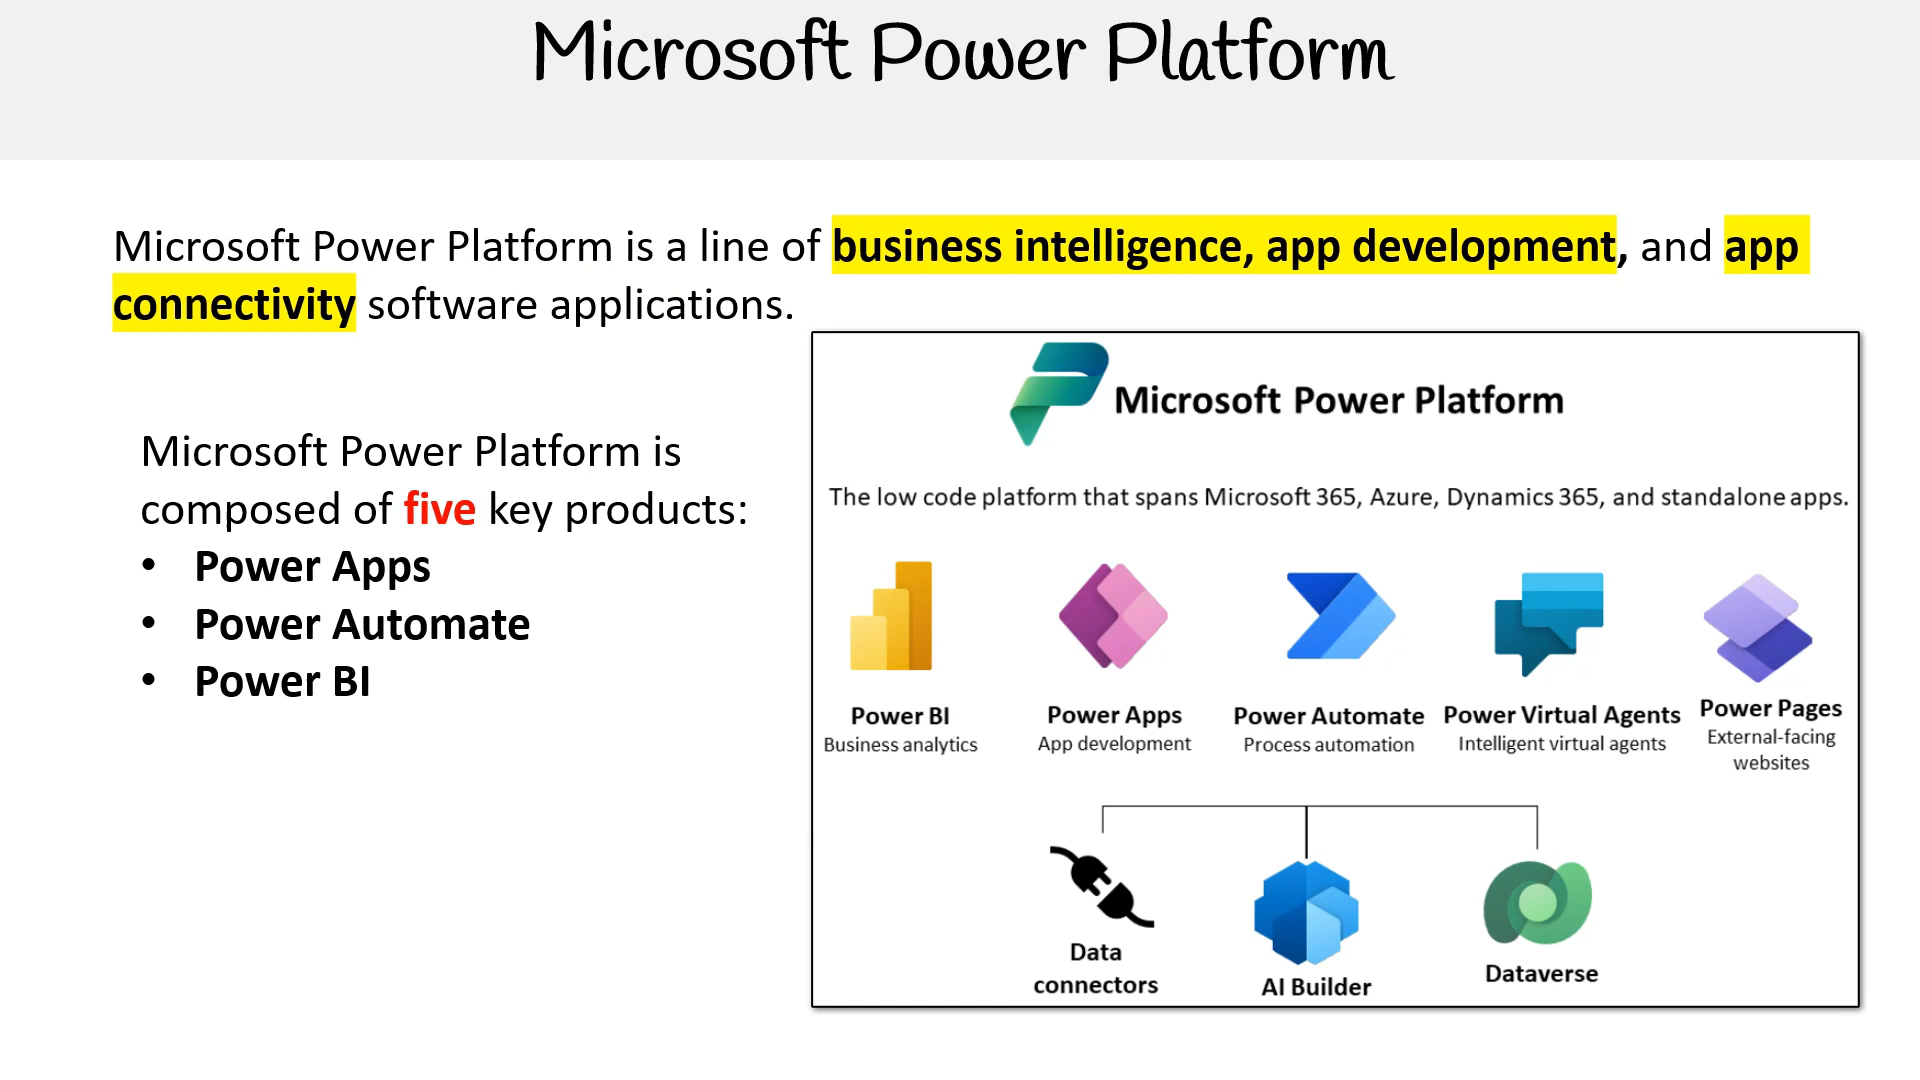 Microsoft Power Platform
Microsoft Power Platform is a line of business intelligence, app development, and app
connectivity software applications.
Microsoft Power Platform is
composed of five key products:
• Power Apps
• Power Automate
• Power BI
Microsoft Power Platform
The low code platform that spans Microsoft 365, Azure, Dynamics 365, and standalone apps.
Power BI
Business analytics
Power Apps
App development
Power Automate
Process automation
Power Virtual Agents
Intelligent virtual agents
Power Pages
External-facing
websites
Data
connectors
AI Builder
Dataverse